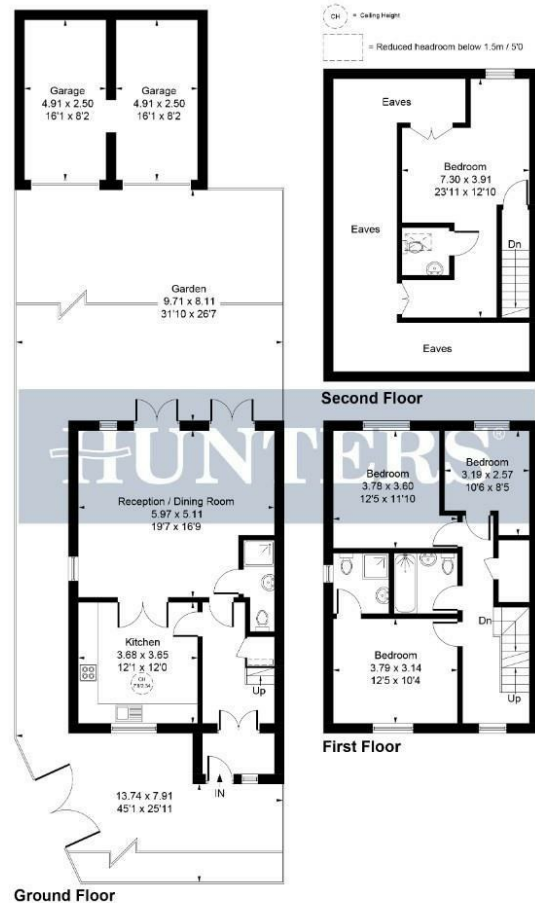 CH = Ceiling Height
= Reduced headroom below 1.5m / 5'0
Garage
4.91 x 2.50
16'1 x 8'2
Garage
4.91 x 2.50
16'1 x 8'2
Garden
9.71 x 8.11
31'10 x 26'7
HUNTERS®
Reception / Dining Room
5.97 x 5.11
19'7 x 16'9
Kitchen
3.68 x 3.65
12'1 x 12'0
CH
Up
IN
13.74 x 7.91
45'1 x 25'11
Ground Floor
Eaves
Bedroom
7.30 x 3.91
23'11 x 12'10
Eaves
Dn
Eaves
Second Floor
Bedroom
3.78 x 3.60
12'5 x 11'10
Bedroom
3.19 x 2.57
10'6 x 8'5
Dn
Up
Bedroom
3.79 x 3.14
12'5 x 10'4
First Floor